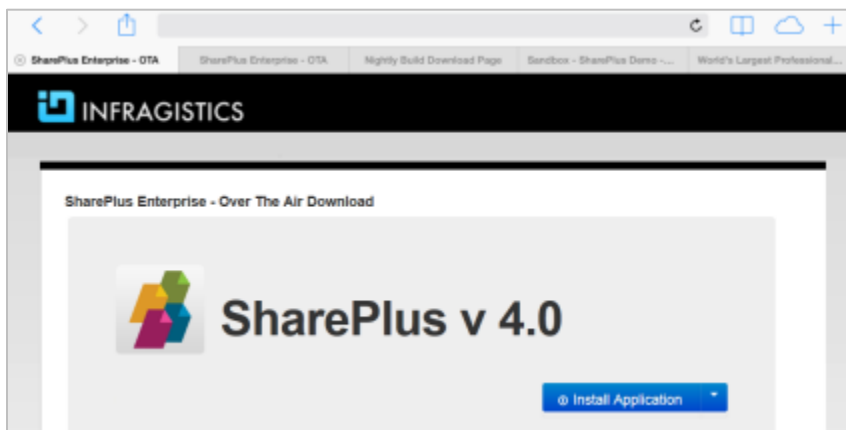 SharePlus Enterprise - OTA SharePlus Enterprise - OTA Nightly Build Download Page Sandbox - SharePlus Demo -... World's Largest Professional...
INFRAGISTICS
SharePlus Enterprise - Over The Air Download
SharePlus v 4.0
Install Application